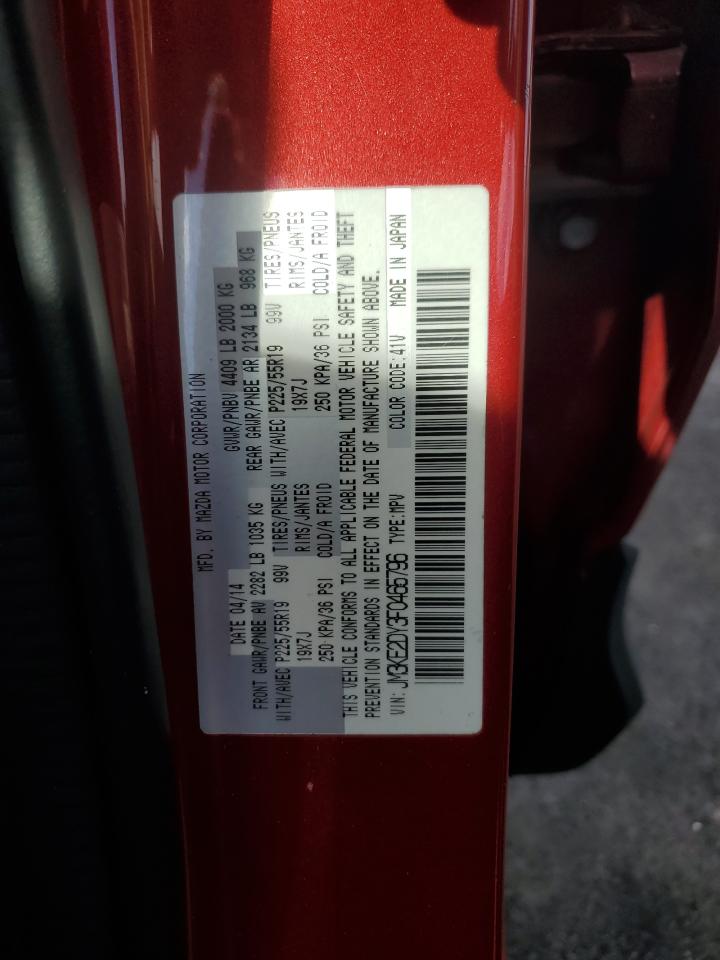 MFD. BY MAZDA MOTOR CORPORATION
DATE 04/14 GVWR/PNBV 4409 LB 2000 KG
FRONT GAWR/PNBE AV 2282 LB 1035 KG REAR GAWR/PNBE AR 2134 LB 968 KG
WITH/AVEC P225/55R19 99V TIRES/PNEUS WITH/AVEC P225/55R19 99V TIRES/PNEUS
19X7J RIMS/JANTES 19X7J RIMS/JANTES
250 KPA/36 PSI COLD/A FROID 250 KPA/36 PSI COLD/A FROID
THIS VEHICLE CONFORMS TO ALL APPLICABLE FEDERAL MOTOR VEHICLE SAFETY AND THEFT
PREVENTION STANDARDS IN EFFECT ON THE DATE OF MANUFACTURE SHOWN ABOVE.
VIN: JM3KE2DY3F0466796 TYPE:MPV COLOR CODE:41V MADE IN JAPAN